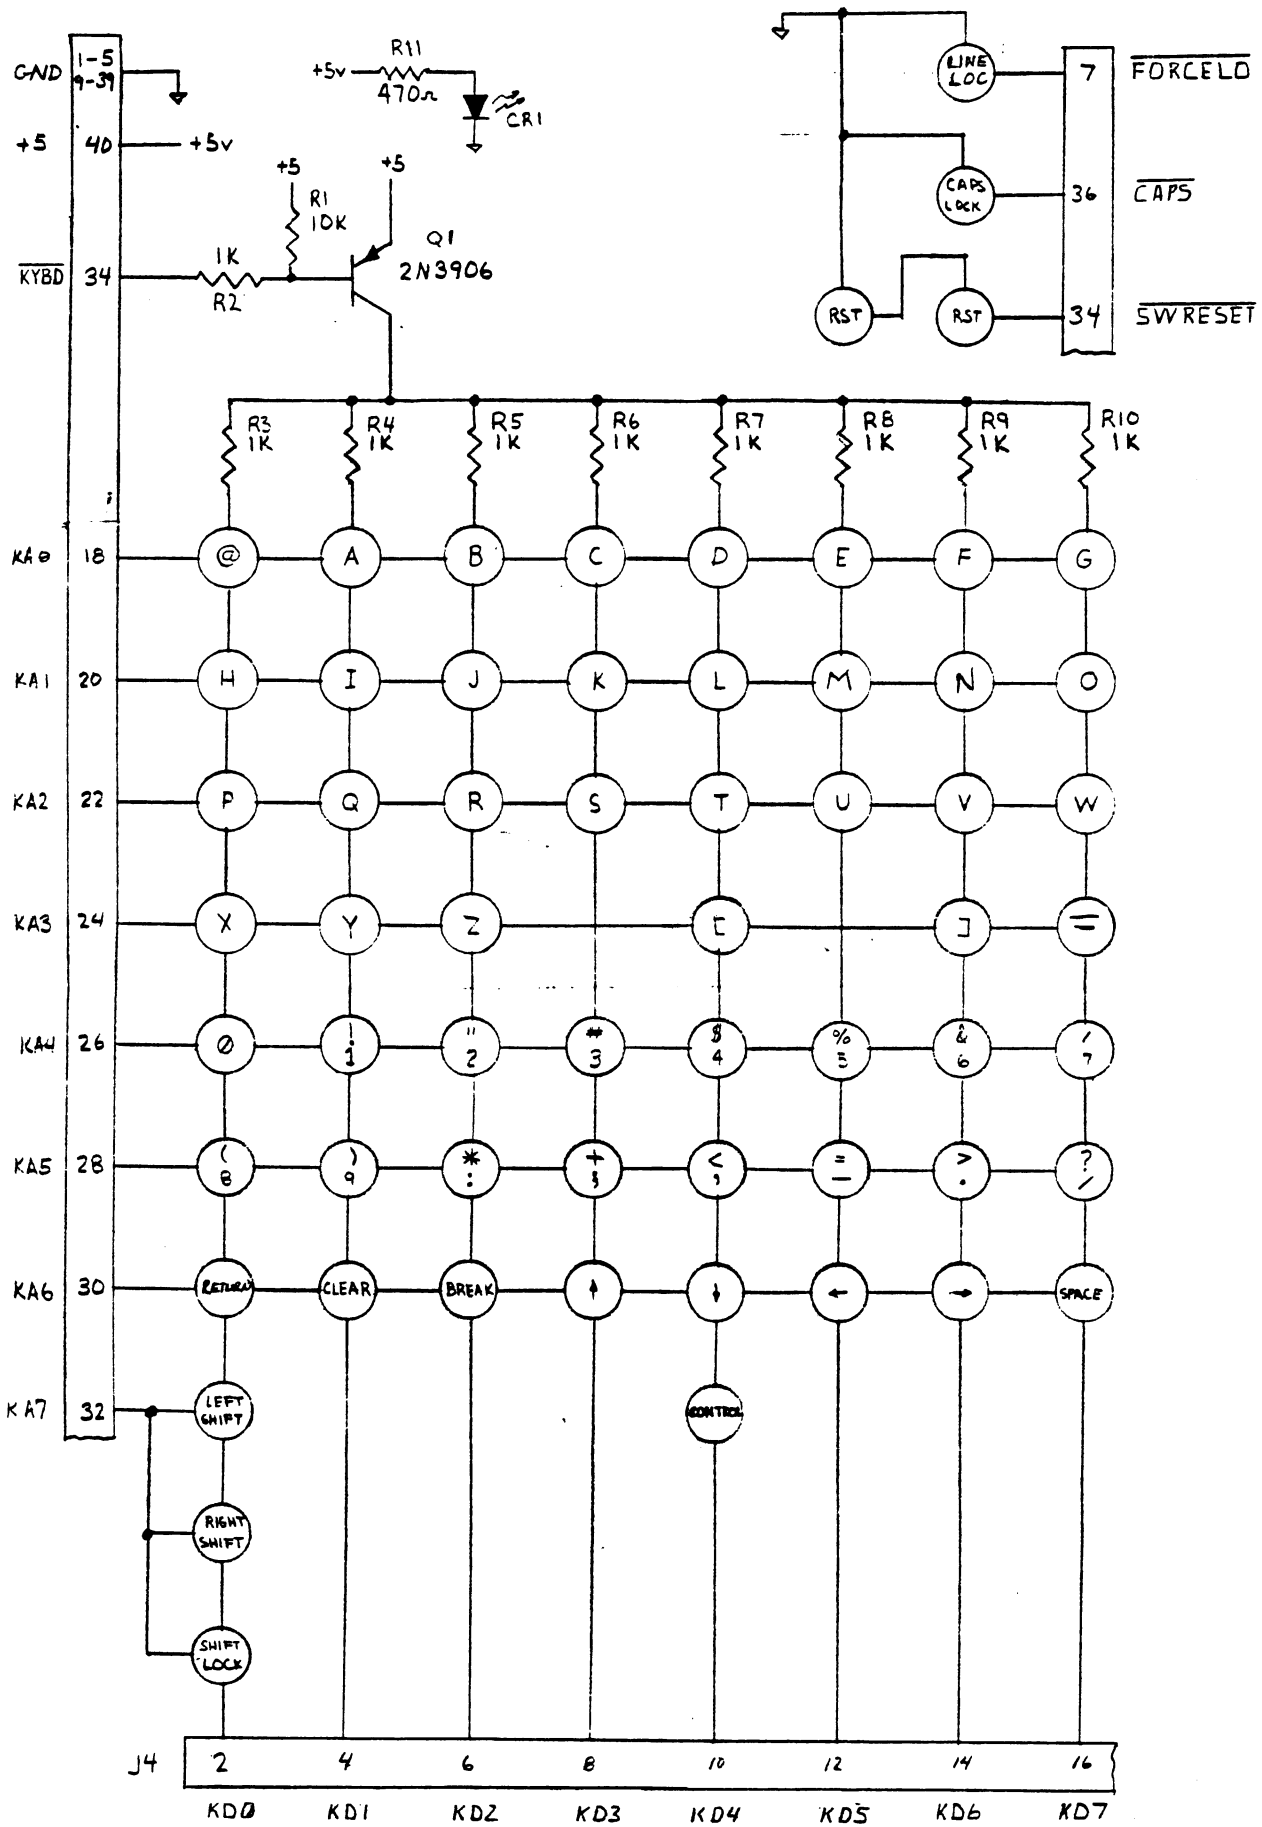 GND 1-5
9-39
+5 40 +5v
+5v R11
470Ω
CR1
+5 +5
R1
10K
Q1
2N3906
KYBD 34 1K
R2
LINE
LOC 7 FORCELO
CAPS
LOCK 36 CAPS
RST RST 34 SWRESET
R3
1K
R4
1K
R5
1K
R6
1K
R7
1K
R8
1K
R9
1K
R10
1K
KA0 18 @ A B C D E F G
KA1 20 H I J K L M N O
KA2 22 P Q R S T U V W
KA3 24 X Y Z [ ]
KA4 26 0 ! 1 " 2 # 3 $ 4 % 5 & 6 ' 7
KA5 28 ( 8 ) 9 * : + ; < , = - > . ? /
KA6 30 RETURN CLEAR BREAK ↑ ↓ ← → SPACE
KA7 32 LEFT
SHIFT CONTROL
RIGHT
SHIFT
SHIFT
LOCK
J4 2 4 6 8 10 12 14 16
KD0 KD1 KD2 KD3 KD4 KD5 KD6 KD7